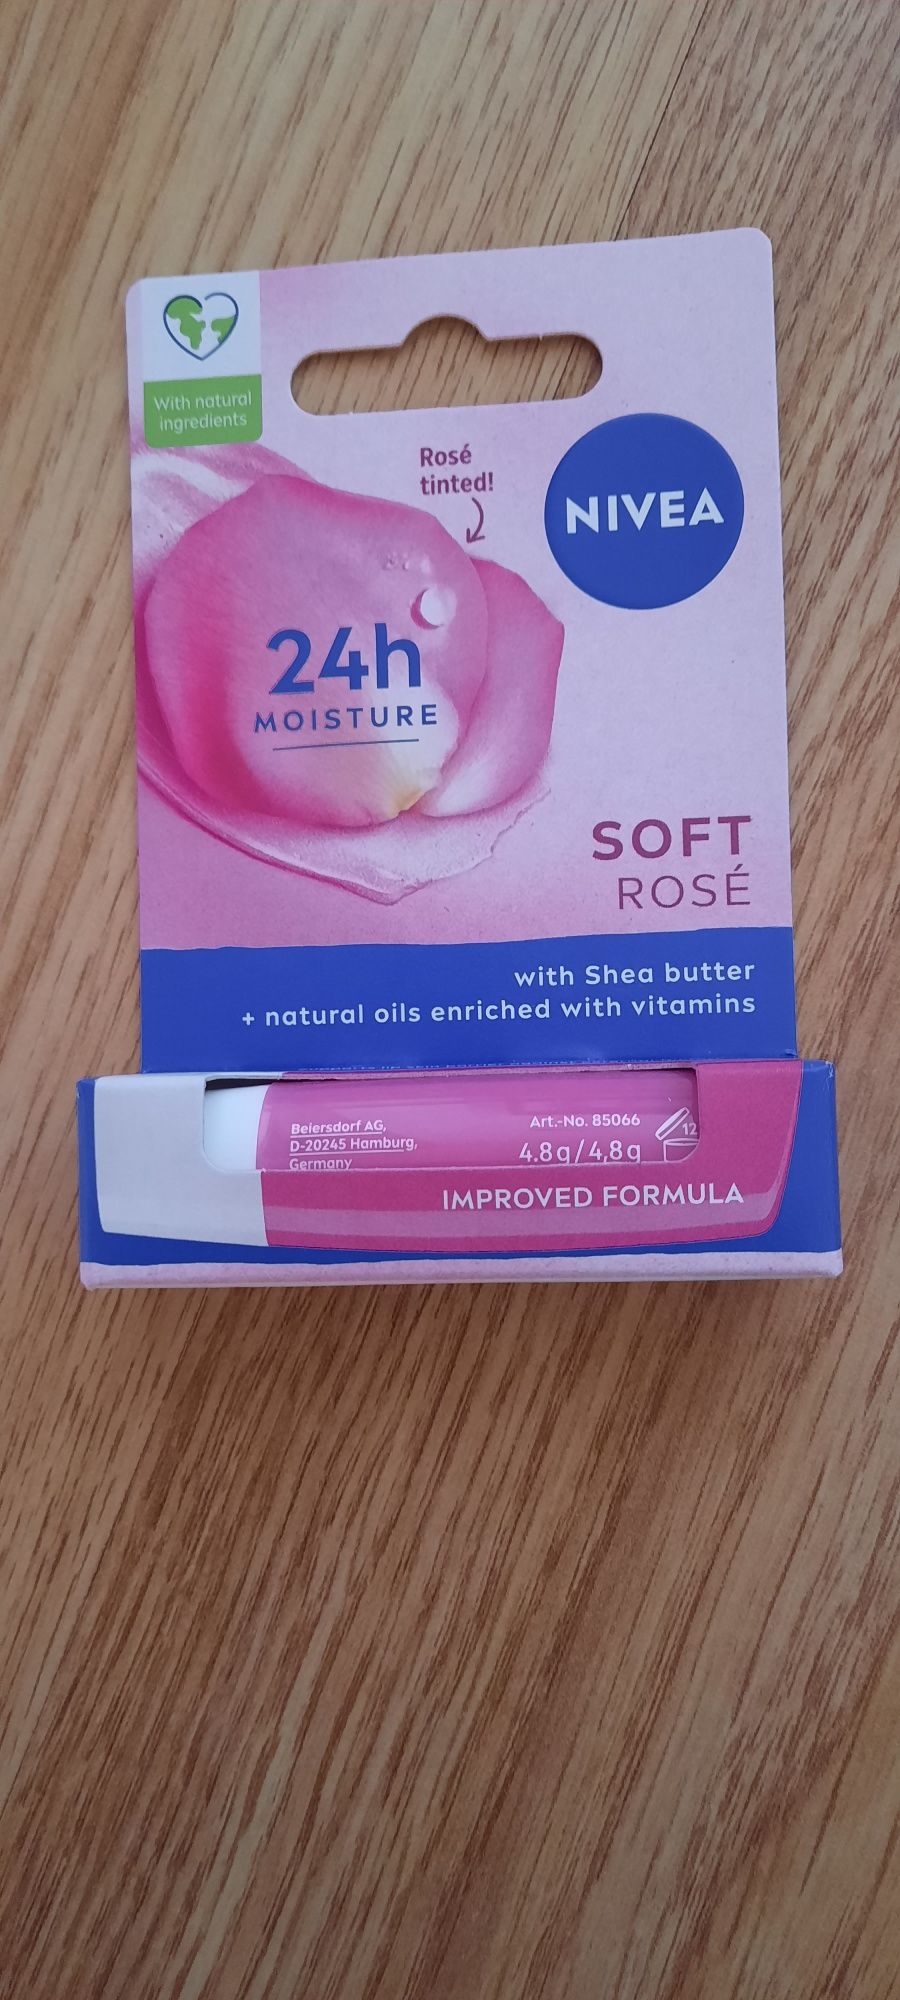 With natural
ingredients
Rosé
tinted!
NIVEA
24h
MOISTURE
SOFT
ROSÉ
with Shea butter
+ natural oils enriched with vitamins
Beiersdorf AG,
D-20245 Hamburg,
Germany
Art.-No. 85066
4.8g/4,8g
12
IMPROVED FORMULA